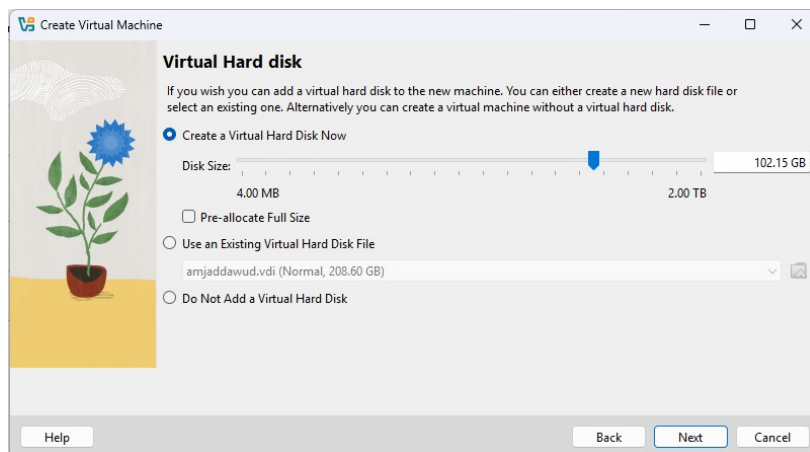 Create Virtual Machine
Virtual Hard disk
If you wish you can add a virtual hard disk to the new machine. You can either create a new hard disk file or
select an existing one. Alternatively you can create a virtual machine without a virtual hard disk.
Create a Virtual Hard Disk Now
Disk Size:
102.15 GB
4.00 MB
2.00 TB
Pre-allocate Full Size
Use an Existing Virtual Hard Disk File
amjaddawud.vdi (Normal, 208.60 GB)
Do Not Add a Virtual Hard Disk
Help
Back
Next
Cancel